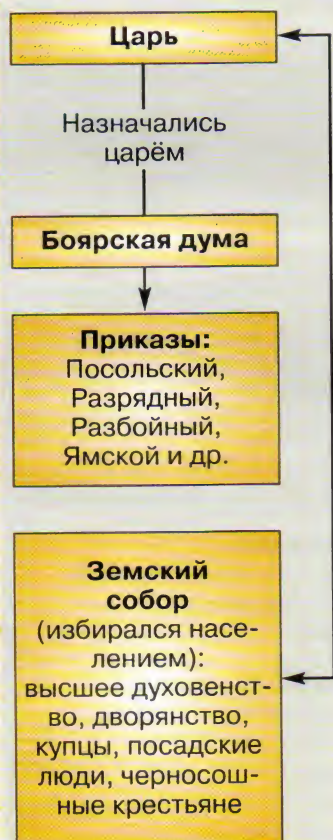 Царь
Назначались
царём
Боярская дума
Приказы:
Посольский,
Разрядный,
Разбойный,
Ямской и др.
Земский
собор
(избирался насе-
лением):
высшее духовенст-
во, дворянство,
купцы, посадские
люди, черносош-
ные крестьяне